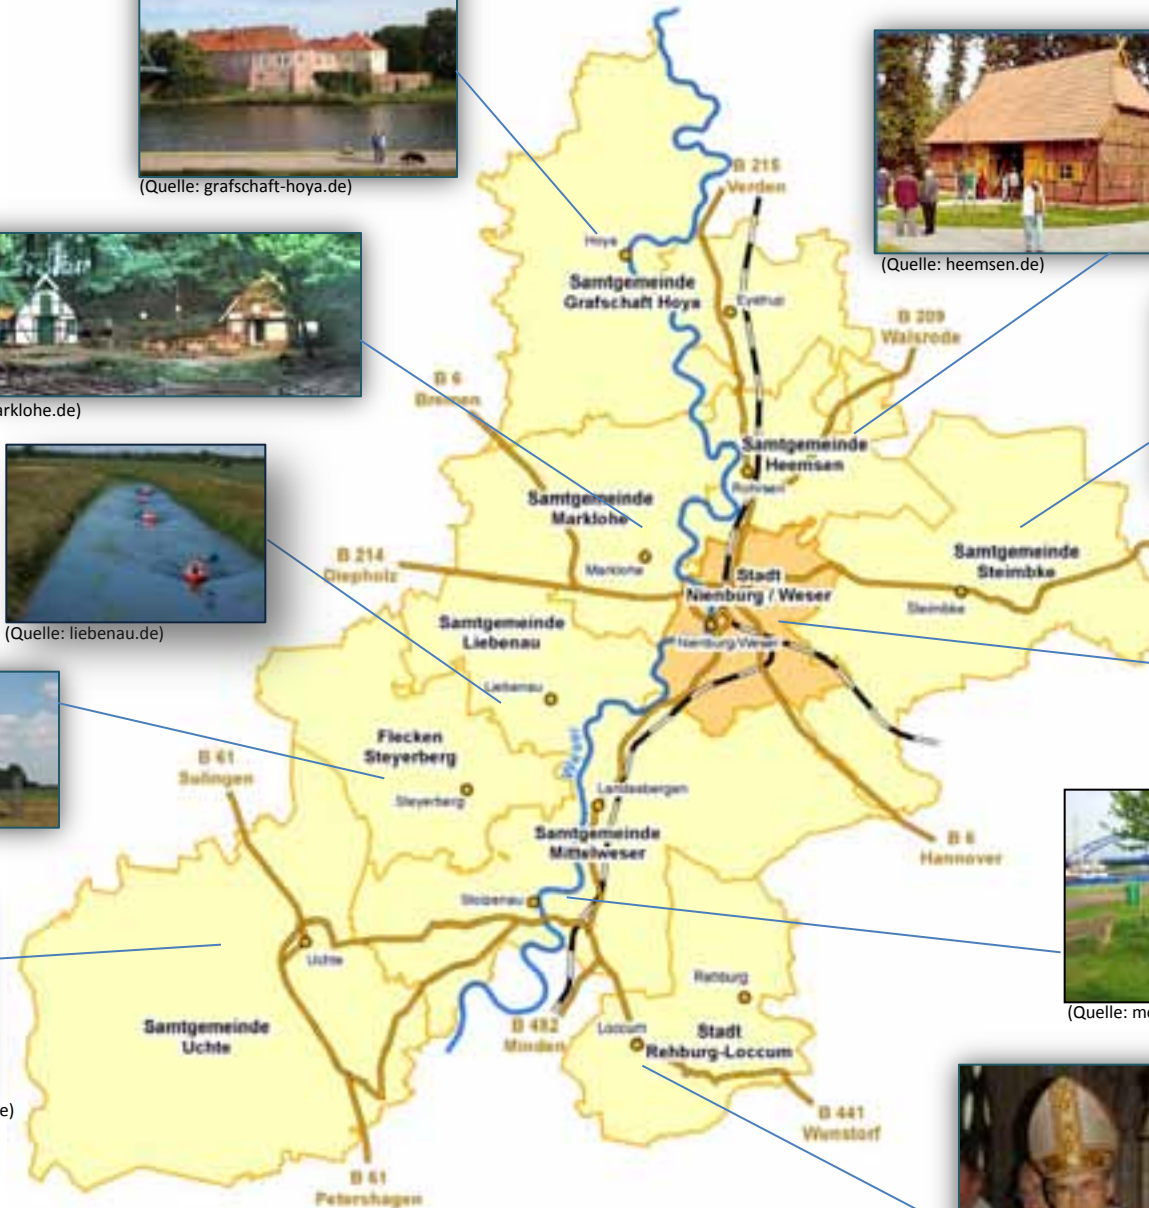 (Quelle: grafschaft-hoya.de)
(Quelle: heemsen.de)
B 215
Verden
Hoya
Samtgemeinde
Grafschaft Hoya
Eystrup
B 209
Walsrode
B 6
Bremen
arklohe.de)
Samtgemeinde
Heemsen
Rohrsen
Samtgemeinde
Marklohe
Marklohe
B 214
Diepholz
Stadt
Nienburg / Weser
Nienburg/Weser
Samtgemeinde
Steimbke
Steimbke
(Quelle: liebenau.de)
Samtgemeinde
Liebenau
Liebenau
Flecken
Steyerberg
Steyerberg
Weser
B 61
Sulingen
Landesbergen
Samtgemeinde
Mittelweser
B 6
Hannover
Stolzenau
Uchte
Samtgemeinde
Uchte
Rehburg
B 482
Minden
Loccum
Stadt
Rehburg-Loccum
(Quelle: m
e)
B 441
Wunstorf
B 61
Petershagen